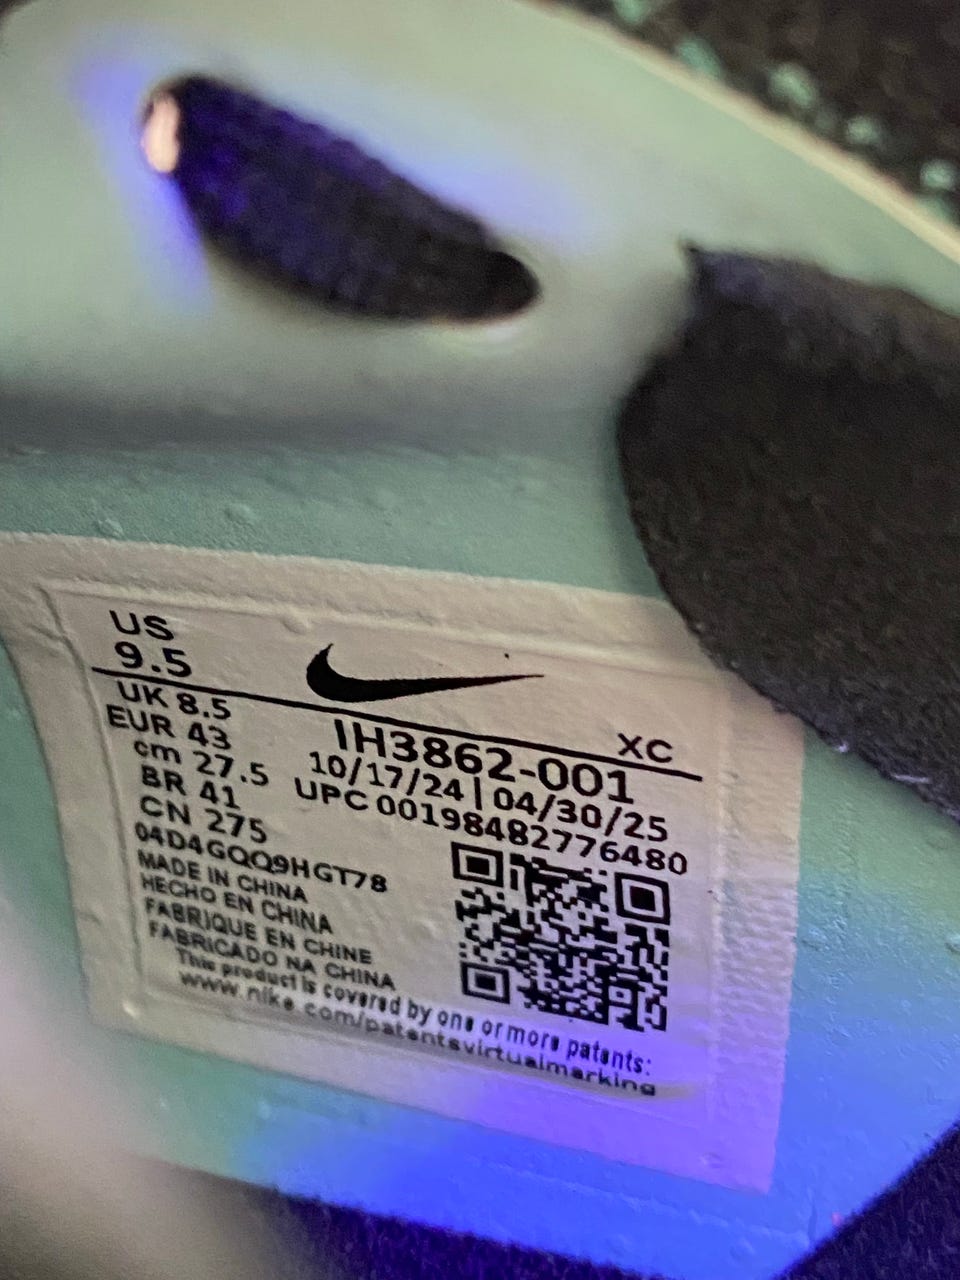 US
9.5
XC
UK 8.5
EUR 43
cm 27.5
BR 41
CN 275
IH3862-001
10/17/24 | 04/30/25
UPC 00198482776480
04D4GQQ9HGT78
MADE IN CHINA
HECHO EN CHINA
FABRIQUE EN CHINE
FABRICADO NA CHINA
This product is covered by one or more patents:
www.nike.com/patentsvirtualmarking